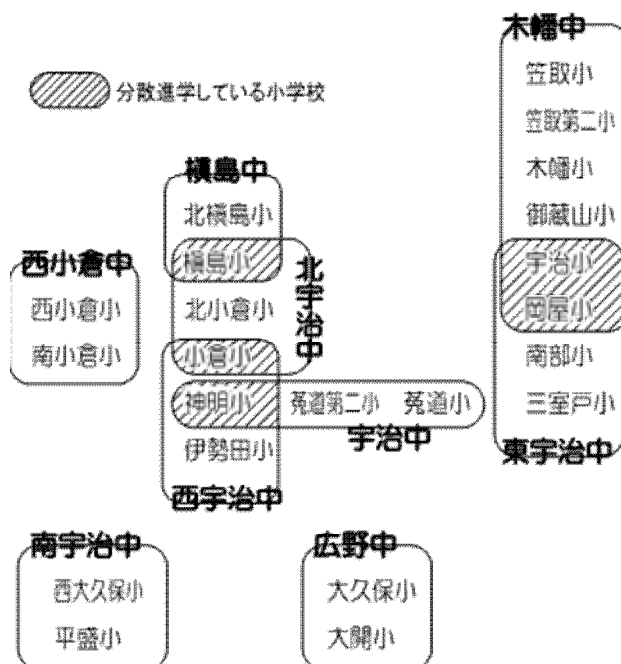 木幡中
笠取小
分散進学している小学校
笠取第二小
槇島中
木幡小
北槇島小
御蔵山小
西小倉中
槇島小
北宇治中
宇治小
西小倉小
北小倉小
岡屋小
南小倉小
小倉小
南部小
神明小
菟道第二小
菟道小
三室戸小
宇治中
伊勢田小
東宇治中
西宇治中
南宇治中
広野中
西大久保小
大久保小
平盛小
大開小